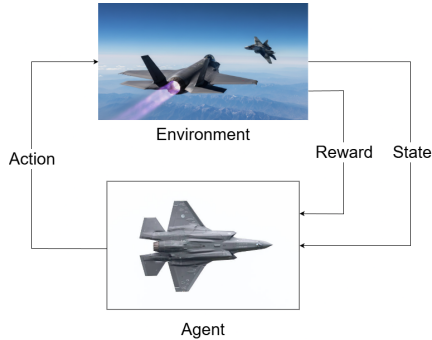 Environment
Action
Reward
State
Agent